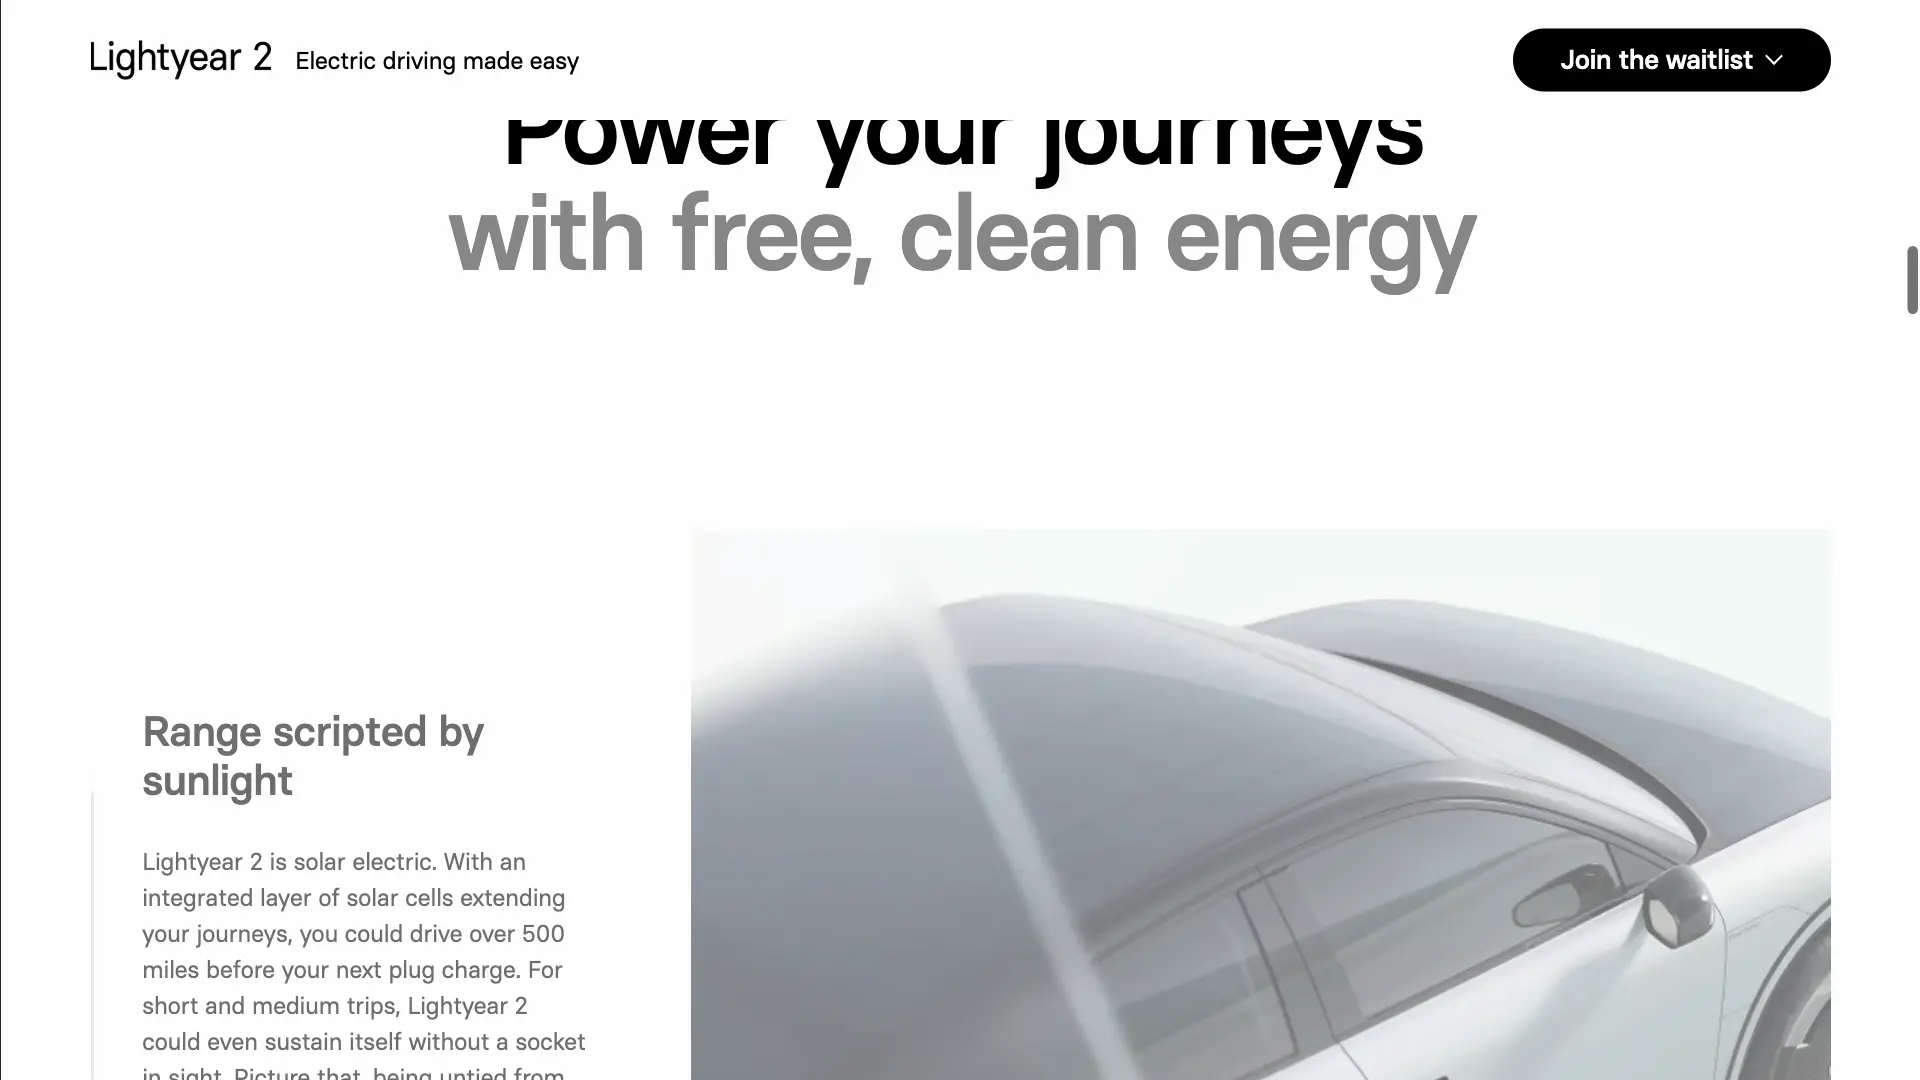 Lightyear 2 Electric driving made easy
Join the waitlist
Power your journeys
with free, clean energy
Range scripted by
sunlight
Lightyear 2 is solar electric. With an
integrated layer of solar cells extending
your journeys, you could drive over 500
miles before your next plug charge. For
short and medium trips, Lightyear 2
could even sustain itself without a socket
in sight. Picture that, being untied from